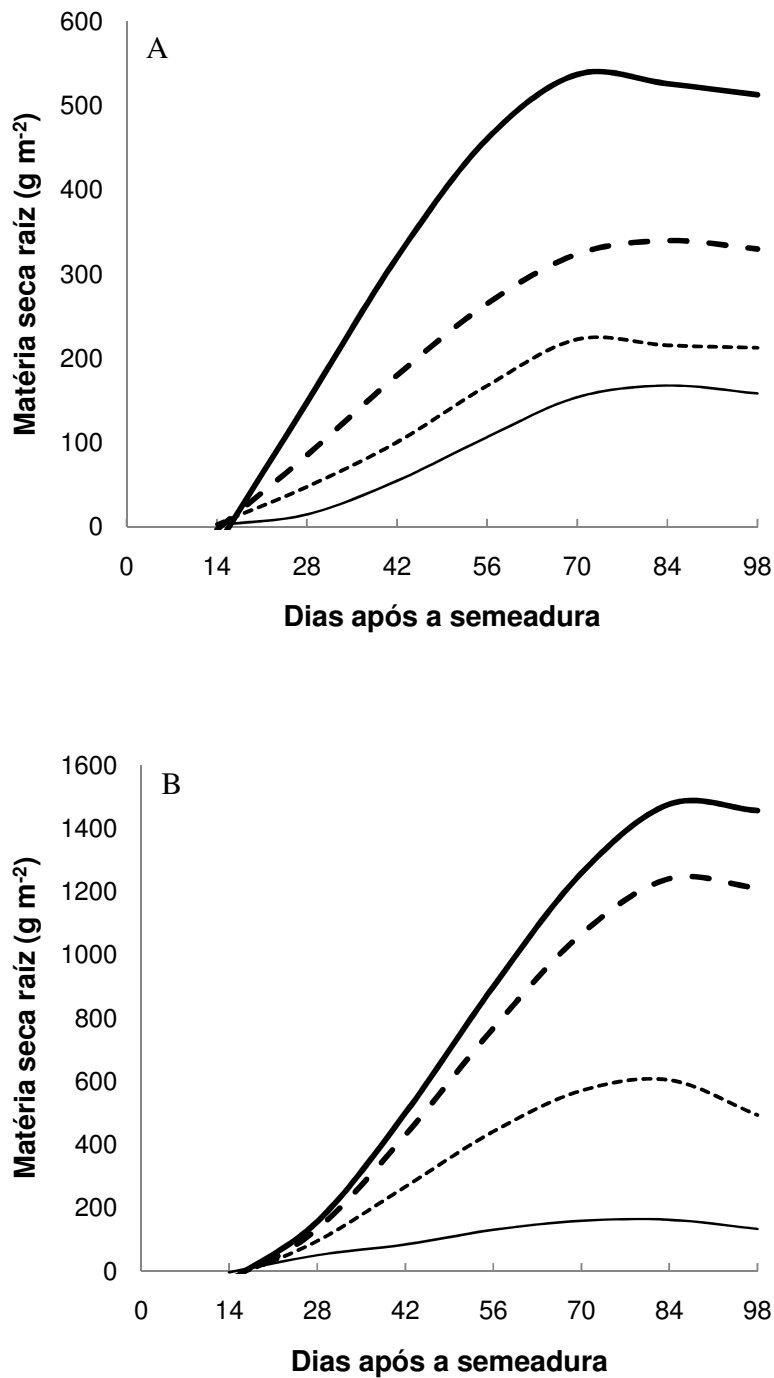 A
Matéria seca raíz (g m-2)
600
500
400
300
200
100
0
0 14 28 42 56 70 84 98
Dias após a semeadura
B
Matéria seca raíz (g m-2)
1600
1400
1200
1000
800
600
400
200
0
0 14 28 42 56 70 84 98
Dias após a semeadura